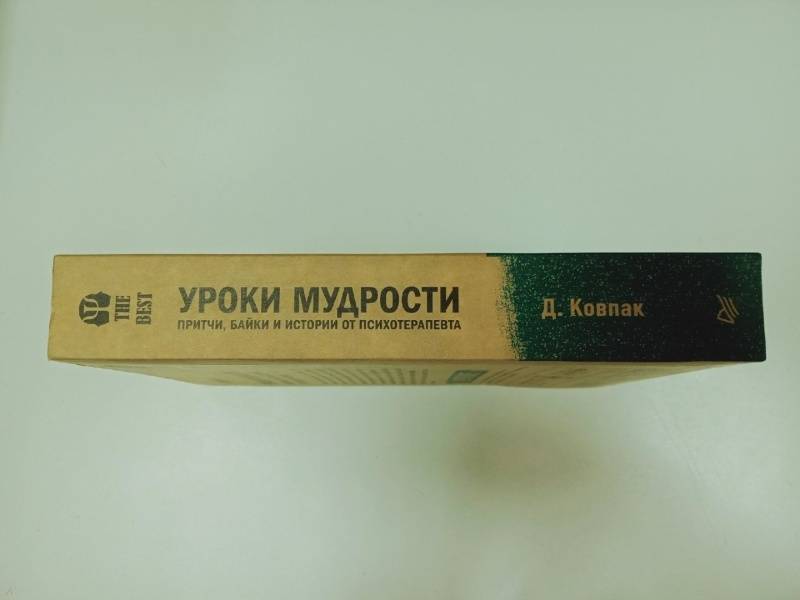 THE
BEST
УРОКИ МУДРОСТИ
ПРИТЧИ, БАЙКИ И ИСТОРИИ ОТ ПСИХОТЕРАПЕВТА
Д. Ковпак